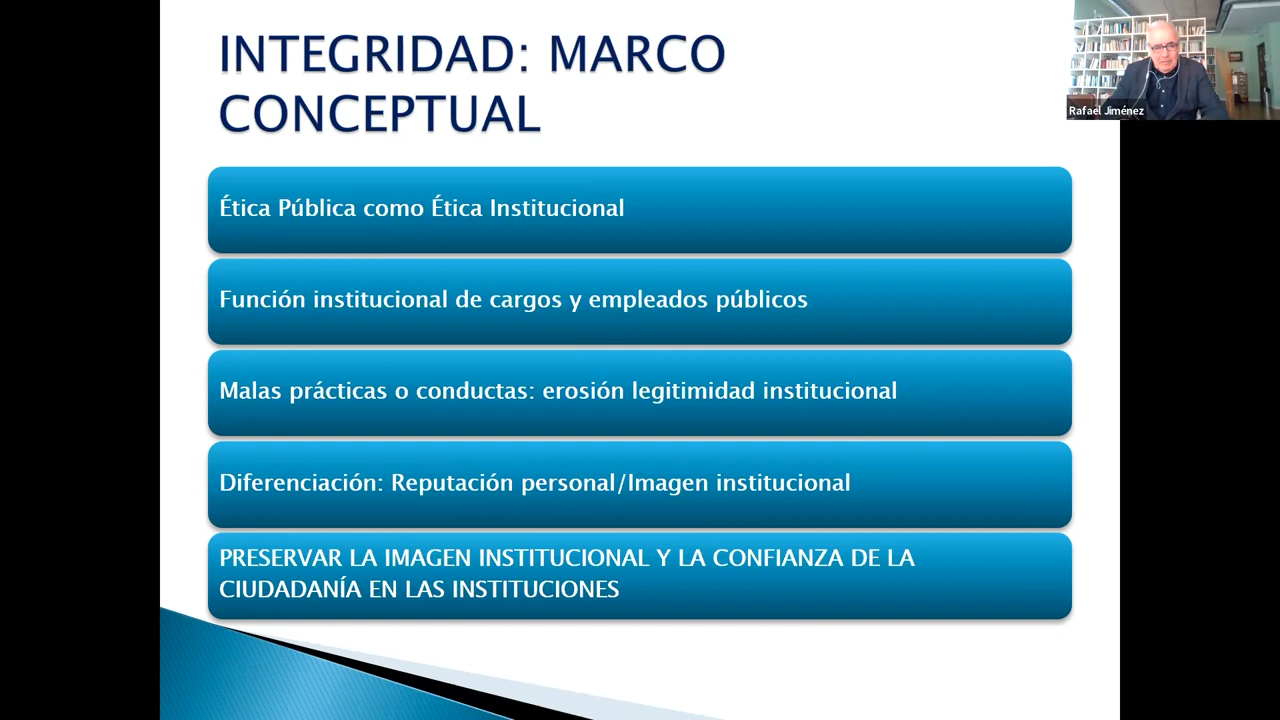 INTEGRIDAD: MARCO
CONCEPTUAL
Rafael Jiménez
Ética Pública como Ética Institucional
Función institucional de cargos y empleados públicos
Malas prácticas o conductas: erosión legitimidad institucional
Diferenciación: Reputación personal/Imagen institucional
PRESERVAR LA IMAGEN INSTITUCIONAL Y LA CONFIANZA DE LA
CIUDADANÍA EN LAS INSTITUCIONES